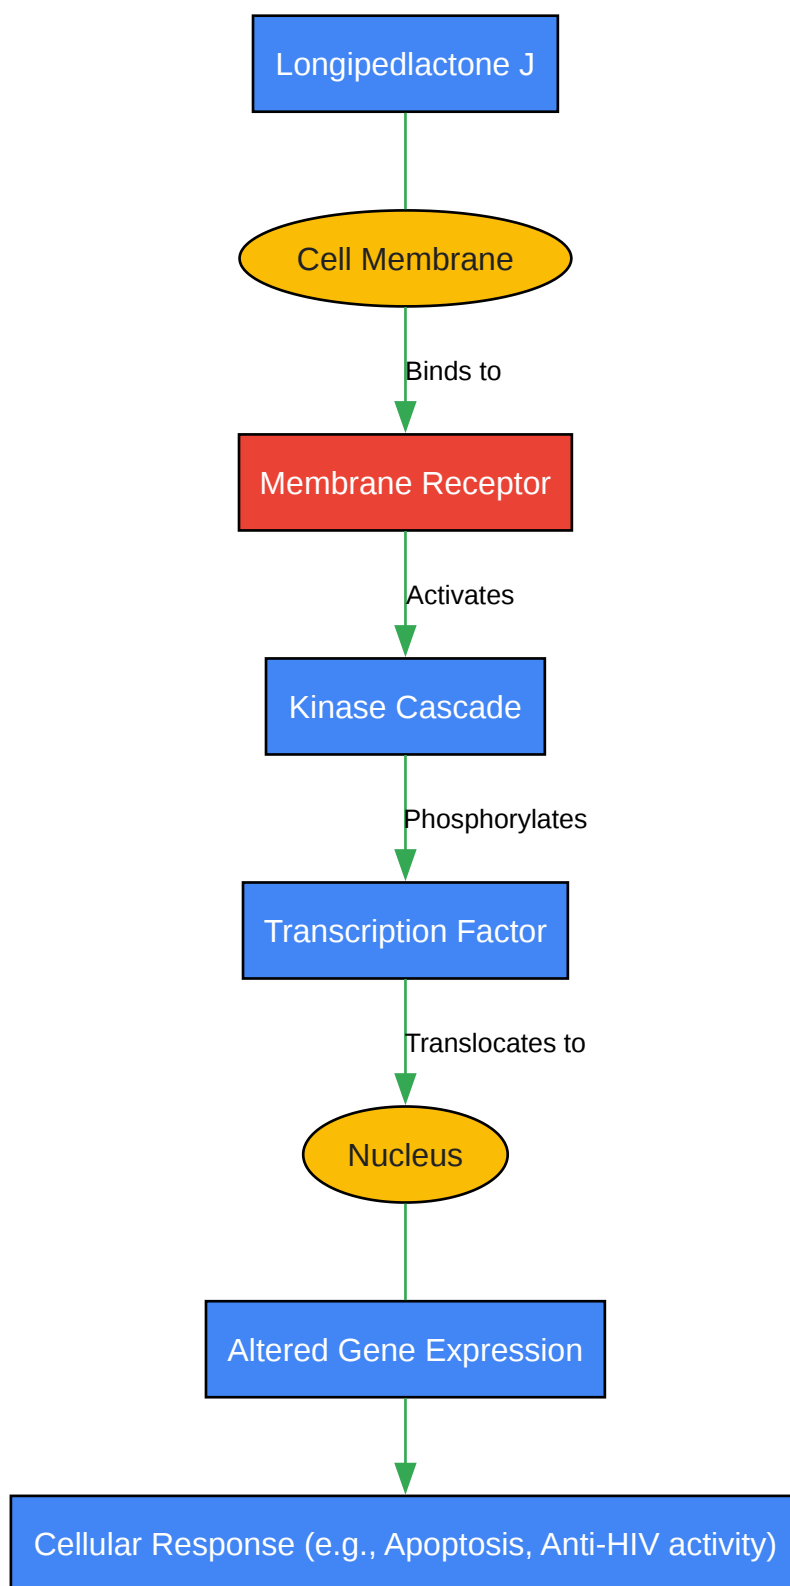 Longipedlactone J
Cell Membrane
Binds to
Membrane Receptor
Activates
Kinase Cascade
Phosphorylates
Transcription Factor
Translocates to
Nucleus
Altered Gene Expression
Cellular Response (e.g., Apoptosis, Anti-HIV activity)